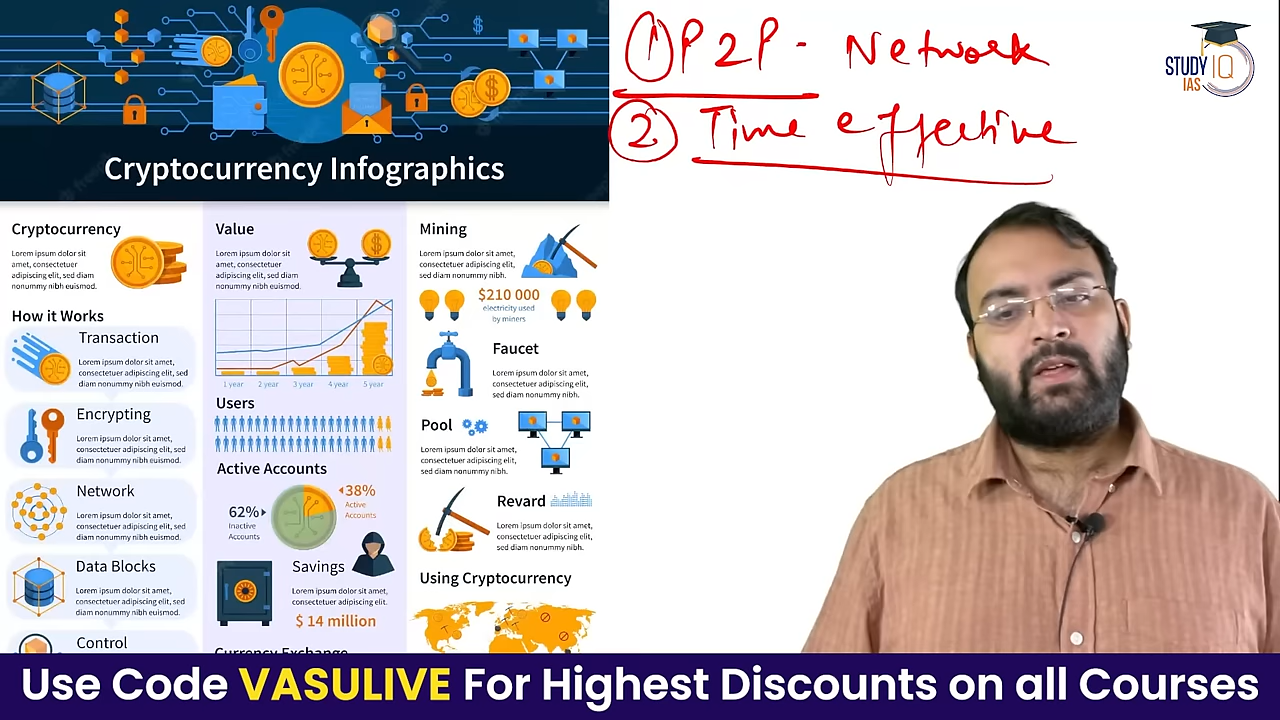 Cryptocurrency Infographics
Cryptocurrency
Lorem ipsum dolor sit
amet, consectetuer
adipiscing elit, sed diam
nonummy nibh euismod.
How it Works
Transaction
Lorem ipsum dolor sit
amet, consectetuer
adipiscing elit, sed
diam nonummy nibh euismod.
Encrypting
Lorem ipsum dolor sit amet,
consectetuer adipiscing elit,
sed diam nonummy nibh
euismod.
Network
Lorem ipsum dolor sit amet,
consectetuer adipiscing elit,
sed diam nonummy nibh
euismod.
Data Blocks
Lorem ipsum dolor sit amet,
consectetuer adipiscing elit,
sed diam nonummy nibh
euismod.
Control
Value
Lorem ipsum dolor sit
amet, consectetuer
adipiscing elit, sed diam
nonummy nibh euismod.
1 year 2 year 3 year 4 year 5 year
Users
Active Accounts
38%
Active
Accounts
62%
Inactive
Accounts
Savings
Lorem ipsum dolor sit amet,
consectetuer adipiscing elit.
$ 14 million
Currency Exchange
Mining
Lorem ipsum dolor sit amet,
consectetuer adipiscing elit,
sed diam nonummy nibh.
$210 000
electricity used
by miners
Faucet
Lorem ipsum dolor sit amet,
consectetuer adipiscing elit,
sed diam nonummy nibh.
Pool
Lorem ipsum dolor sit
amet, consectetuer
adipiscing elit, sed diam
nonummy nibh.
Revard
Lorem ipsum dolor sit amet,
consectetuer adipiscing elit,
sed diam nonummy nibh.
Using Cryptocurrency
① P2P - Network
② Time effective
STUDY IQ
IAS
Use Code VASULIVE For Highest Discounts on all Courses